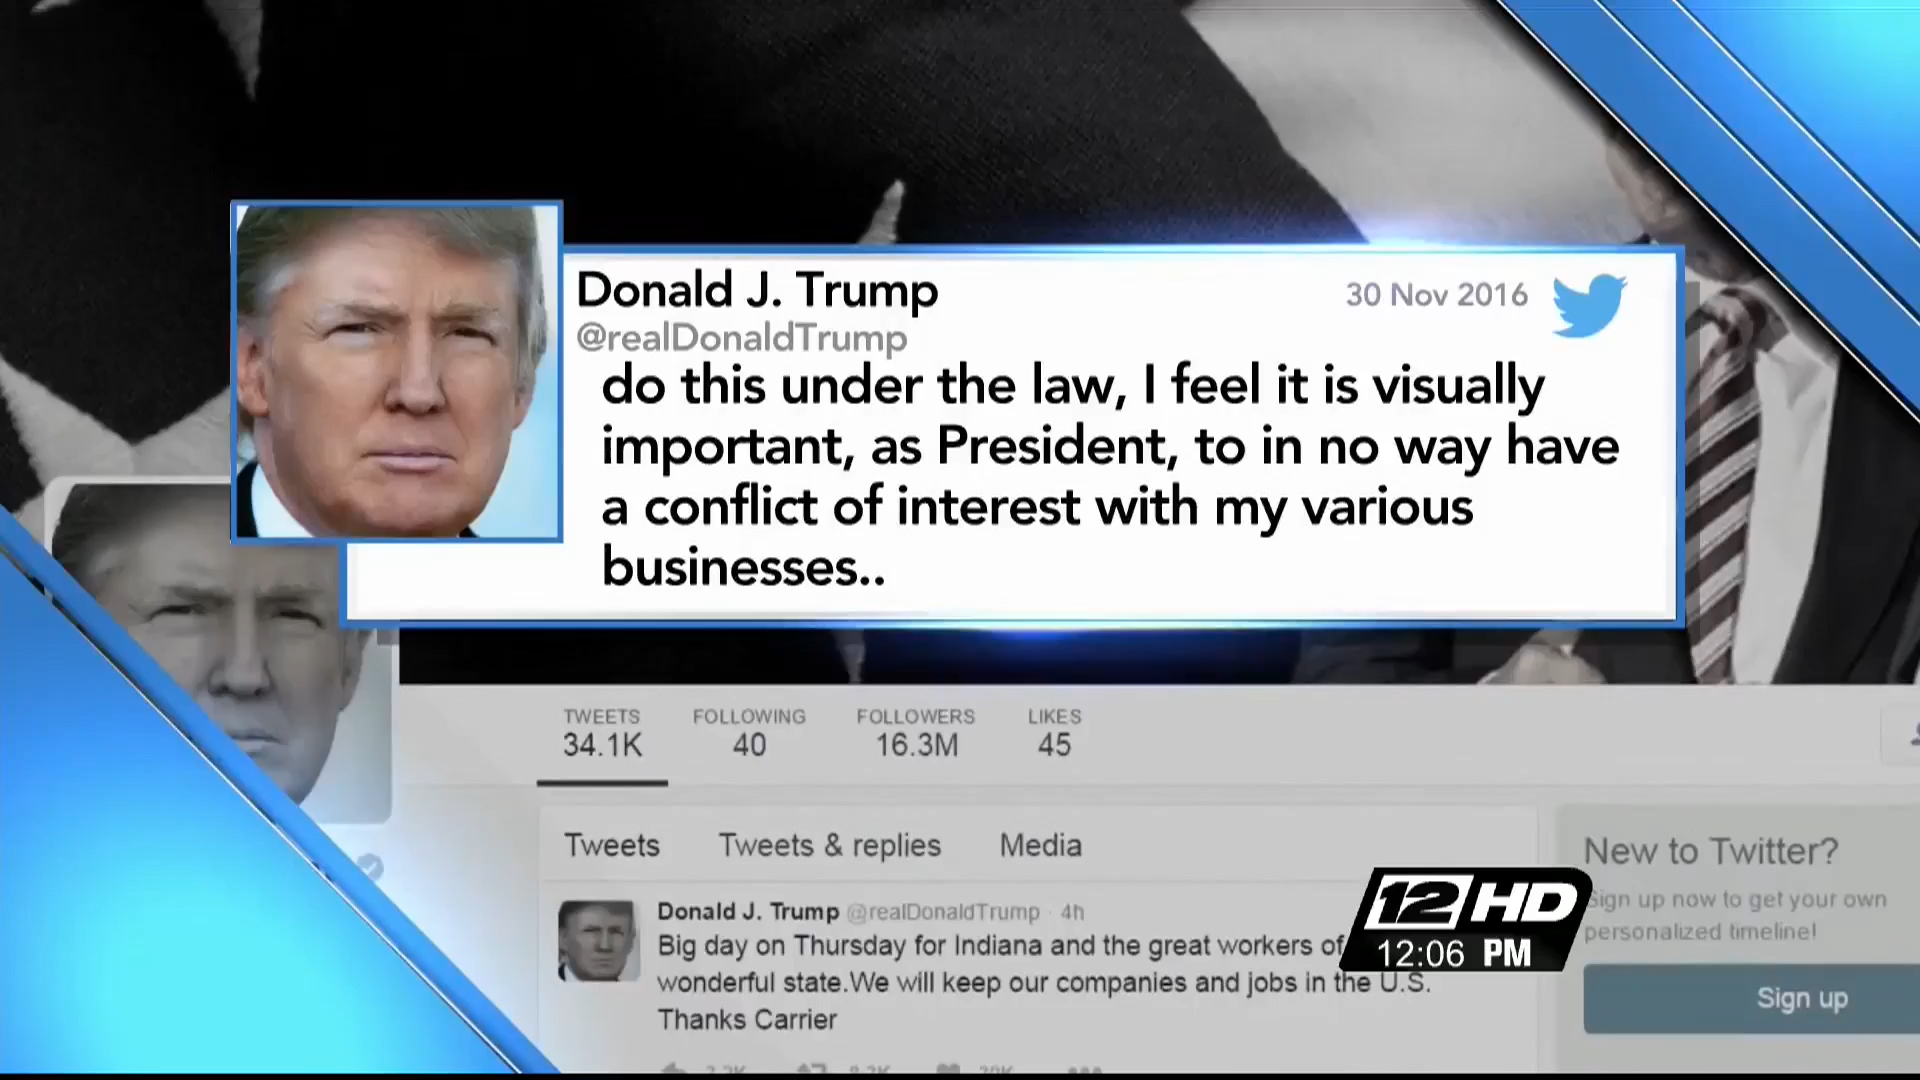 Donald J. Trump
30 Nov 2016
@realDonaldTrump
do this under the law, I feel it is visually
important, as President, to in no way have
a conflict of interest with my various
businesses..
TWEETS FOLLOWING FOLLOWERS LIKES
34.1K 40 16.3M 45
Tweets Tweets & replies Media
Donald J. Trump @realDonaldTrump · 4h
Big day on Thursday for Indiana and the great workers of
wonderful state.We will keep our companies and jobs in the U.S.
Thanks Carrier
New to Twitter?
Sign up now to get your own
personalized timeline!
Sign up
12 HD
12:06 PM